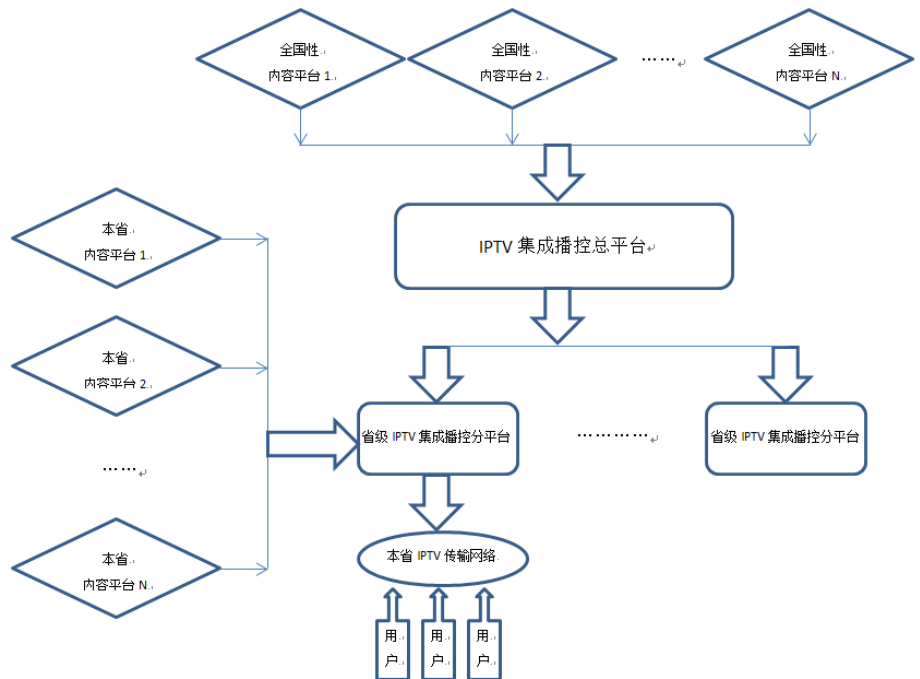 全国性
内容平台 1.
全国性
内容平台 2.
……
全国性
内容平台 N.
IPTV 集成播控总平台
本省
内容平台 1.
本省
内容平台 2.
……
本省
内容平台 N.
省级 IPTV 集成播控分平台
…………
省级 IPTV 集成播控分平台
本省 IPTV 传输网络
用
户
用
户
用
户